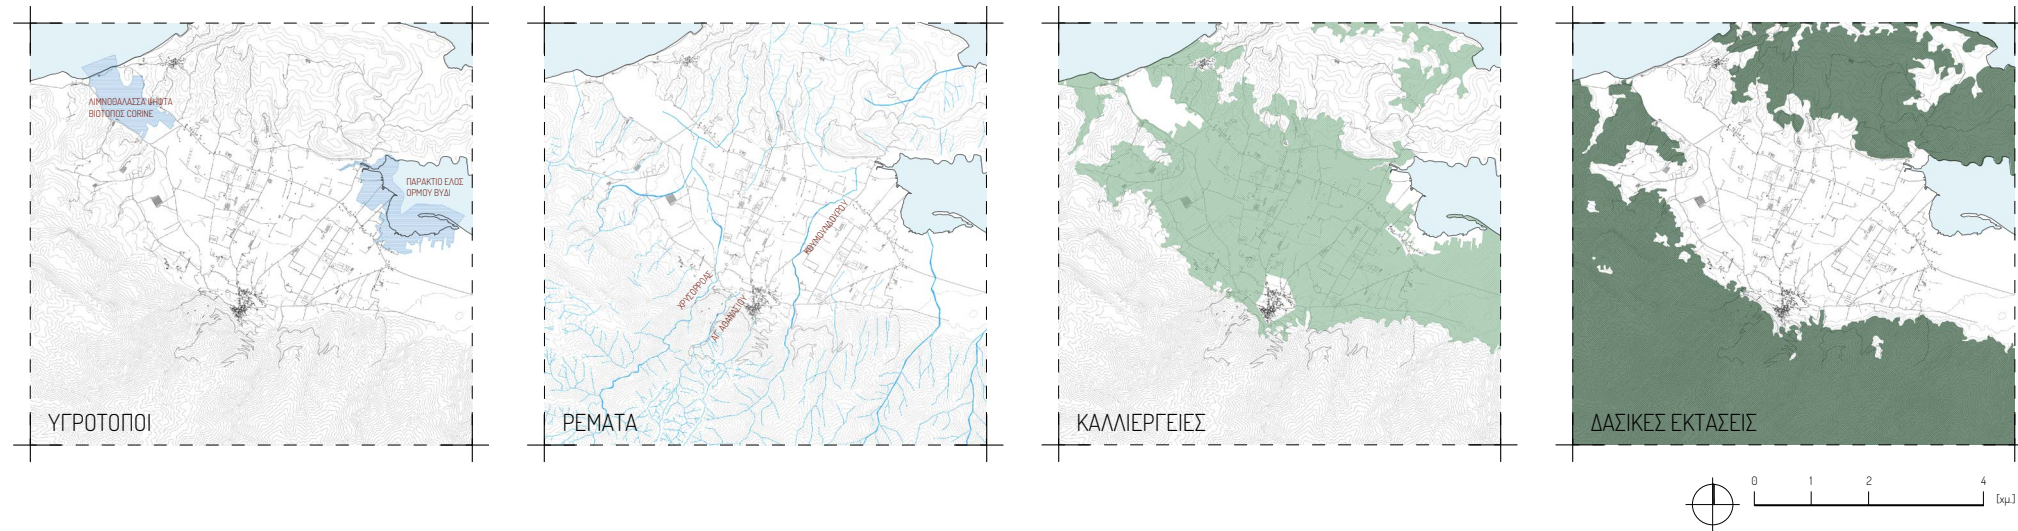 ΛΙΜΝΟΘΑΛΑΣΣΑ ΨΗΦΤΑ
ΒΙΟΤΟΠΟΣ CORINE
ΠΑΡΑΚΤΙΟ ΕΛΟΣ
ΟΡΜΟΥ ΒΥΔΙ
ΥΓΡΟΤΟΠΟΙ
ΚΟΥΜΟΥΝΔΟΥΡΟΥ
ΧΡΥΣΟΡΡΟΑΣ
ΑΓ. ΑΘΑΝΑΣΙΟΥ
ΡΕΜΑΤΑ
ΚΑΛΛΙΕΡΓΕΙΕΣ
ΔΑΣΙΚΕΣ ΕΚΤΑΣΕΙΣ
0 1 2 4
[χμ.]